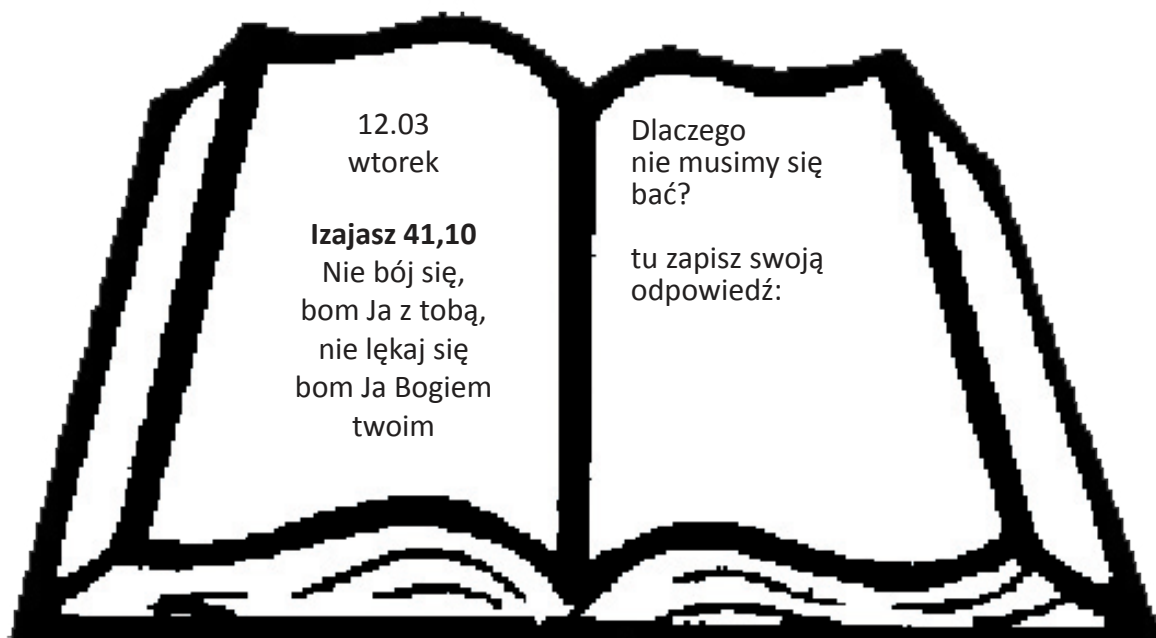 12.03
wtorek
Izajasz 41,10
Nie bój się,
bom Ja z tobą,
nie lękaj się
bom Ja Bogiem
twoim
Dlaczego
nie musimy się
bać?
tu zapisz swoją
odpowiedź: